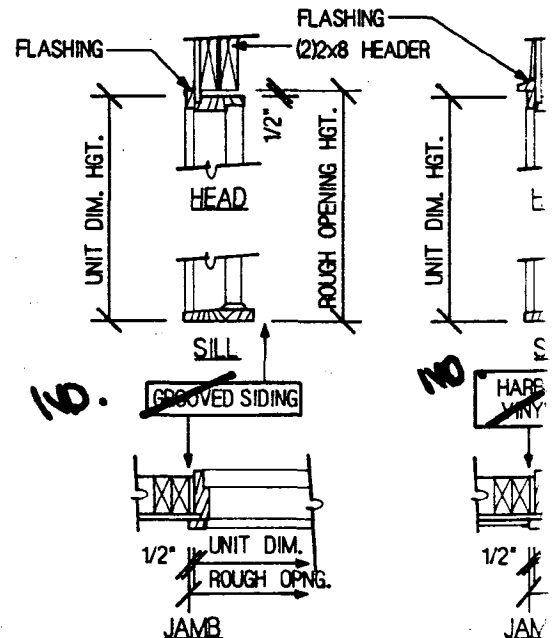 FLASHING
FLASHING
(2)2x8 HEADER
1/2"
UNIT DIM. HGT.
HEAD
ROUGH OPENING HGT.
UNIT DIM. HGT.
SILL
NO.
GROOVED SIDING
NO
1/2"
UNIT DIM.
ROUGH OPNG.
JAMB
1/2"